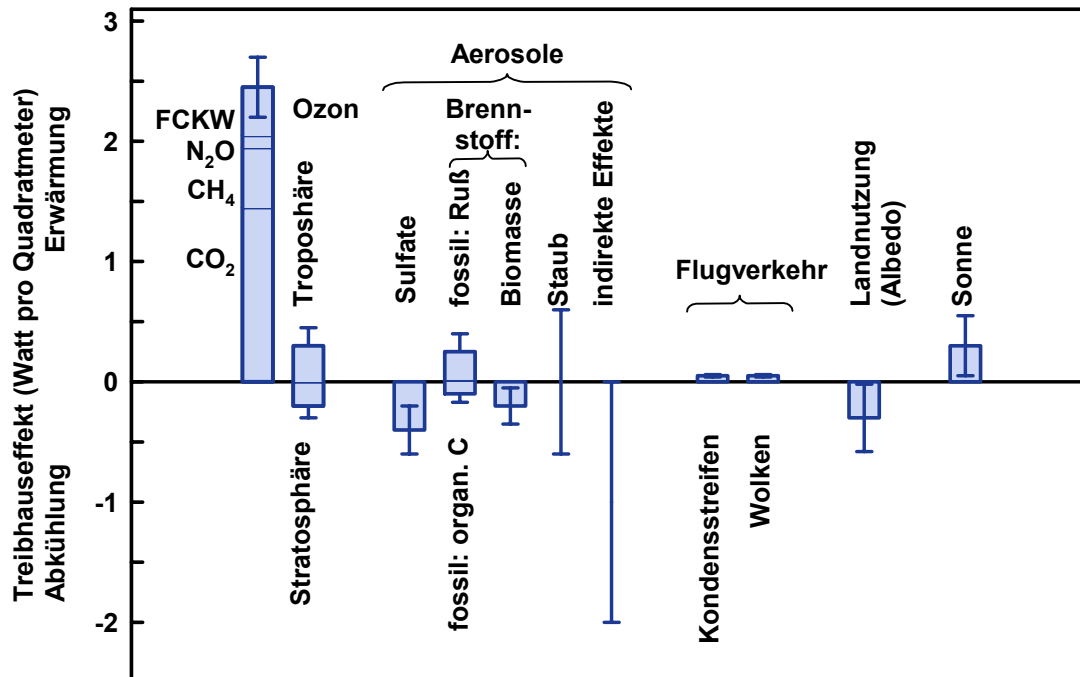 Treibhauseffekt (Watt pro Quadratmeter)
Abkühlung Erwärmung
3
2
1
0
-1
-2
FCKW
N₂O
CH₄
CO₂
Ozon
Troposhäre
Stratosphäre
Aerosole
Brenn-
stoff:
Sulfate
fossil: Ruß
fossil: organ. C
Biomasse
Staub
indirekte Effekte
Flugverkehr
Kondensstreifen
Wolken
Landnutzung
(Albedo)
Sonne